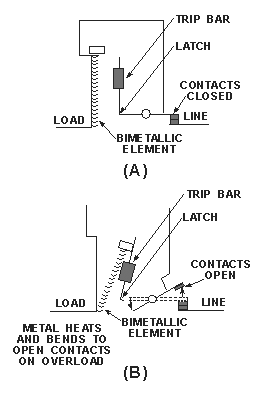 TRIP BAR
LATCH
CONTACTS
CLOSED
LOAD
LINE
BIMETALLIC
ELEMENT
(A)
TRIP BAR
LATCH
CONTACTS
OPEN
LOAD
LINE
METAL HEATS
AND BENDS TO
OPEN CONTACTS
ON OVERLOAD
BIMETALLIC
ELEMENT
(B)